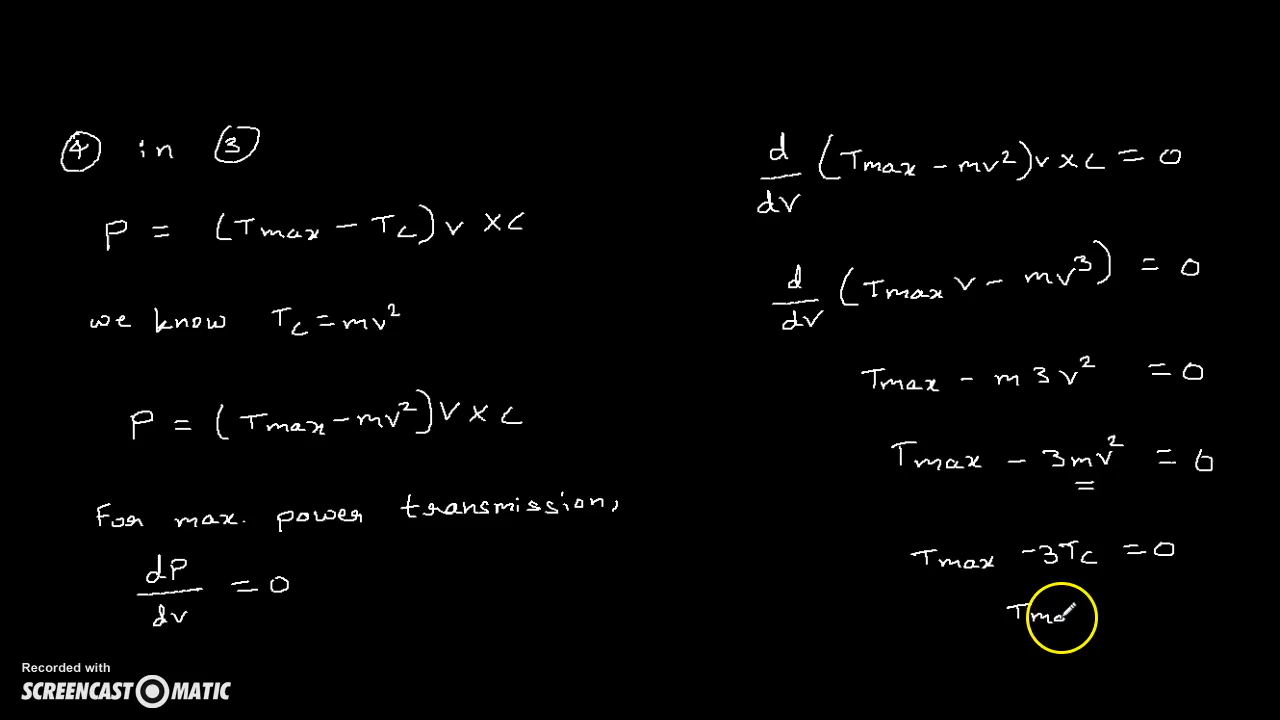 ④ in ③
P = (Tmax - Tc) v × C
we know Tc = mv²
P = (Tmax - mv²) V × C
For max. power transmission,
dP/dv = 0
d/dv (Tmax - mv²) v × C = 0
d/dv (Tmax v - mv³) = 0
Tmax - m 3 v² = 0
Tmax - 3mv² = 0
Tmax - 3Tc = 0
Tma
Recorded with
SCREENCAST-O-MATIC